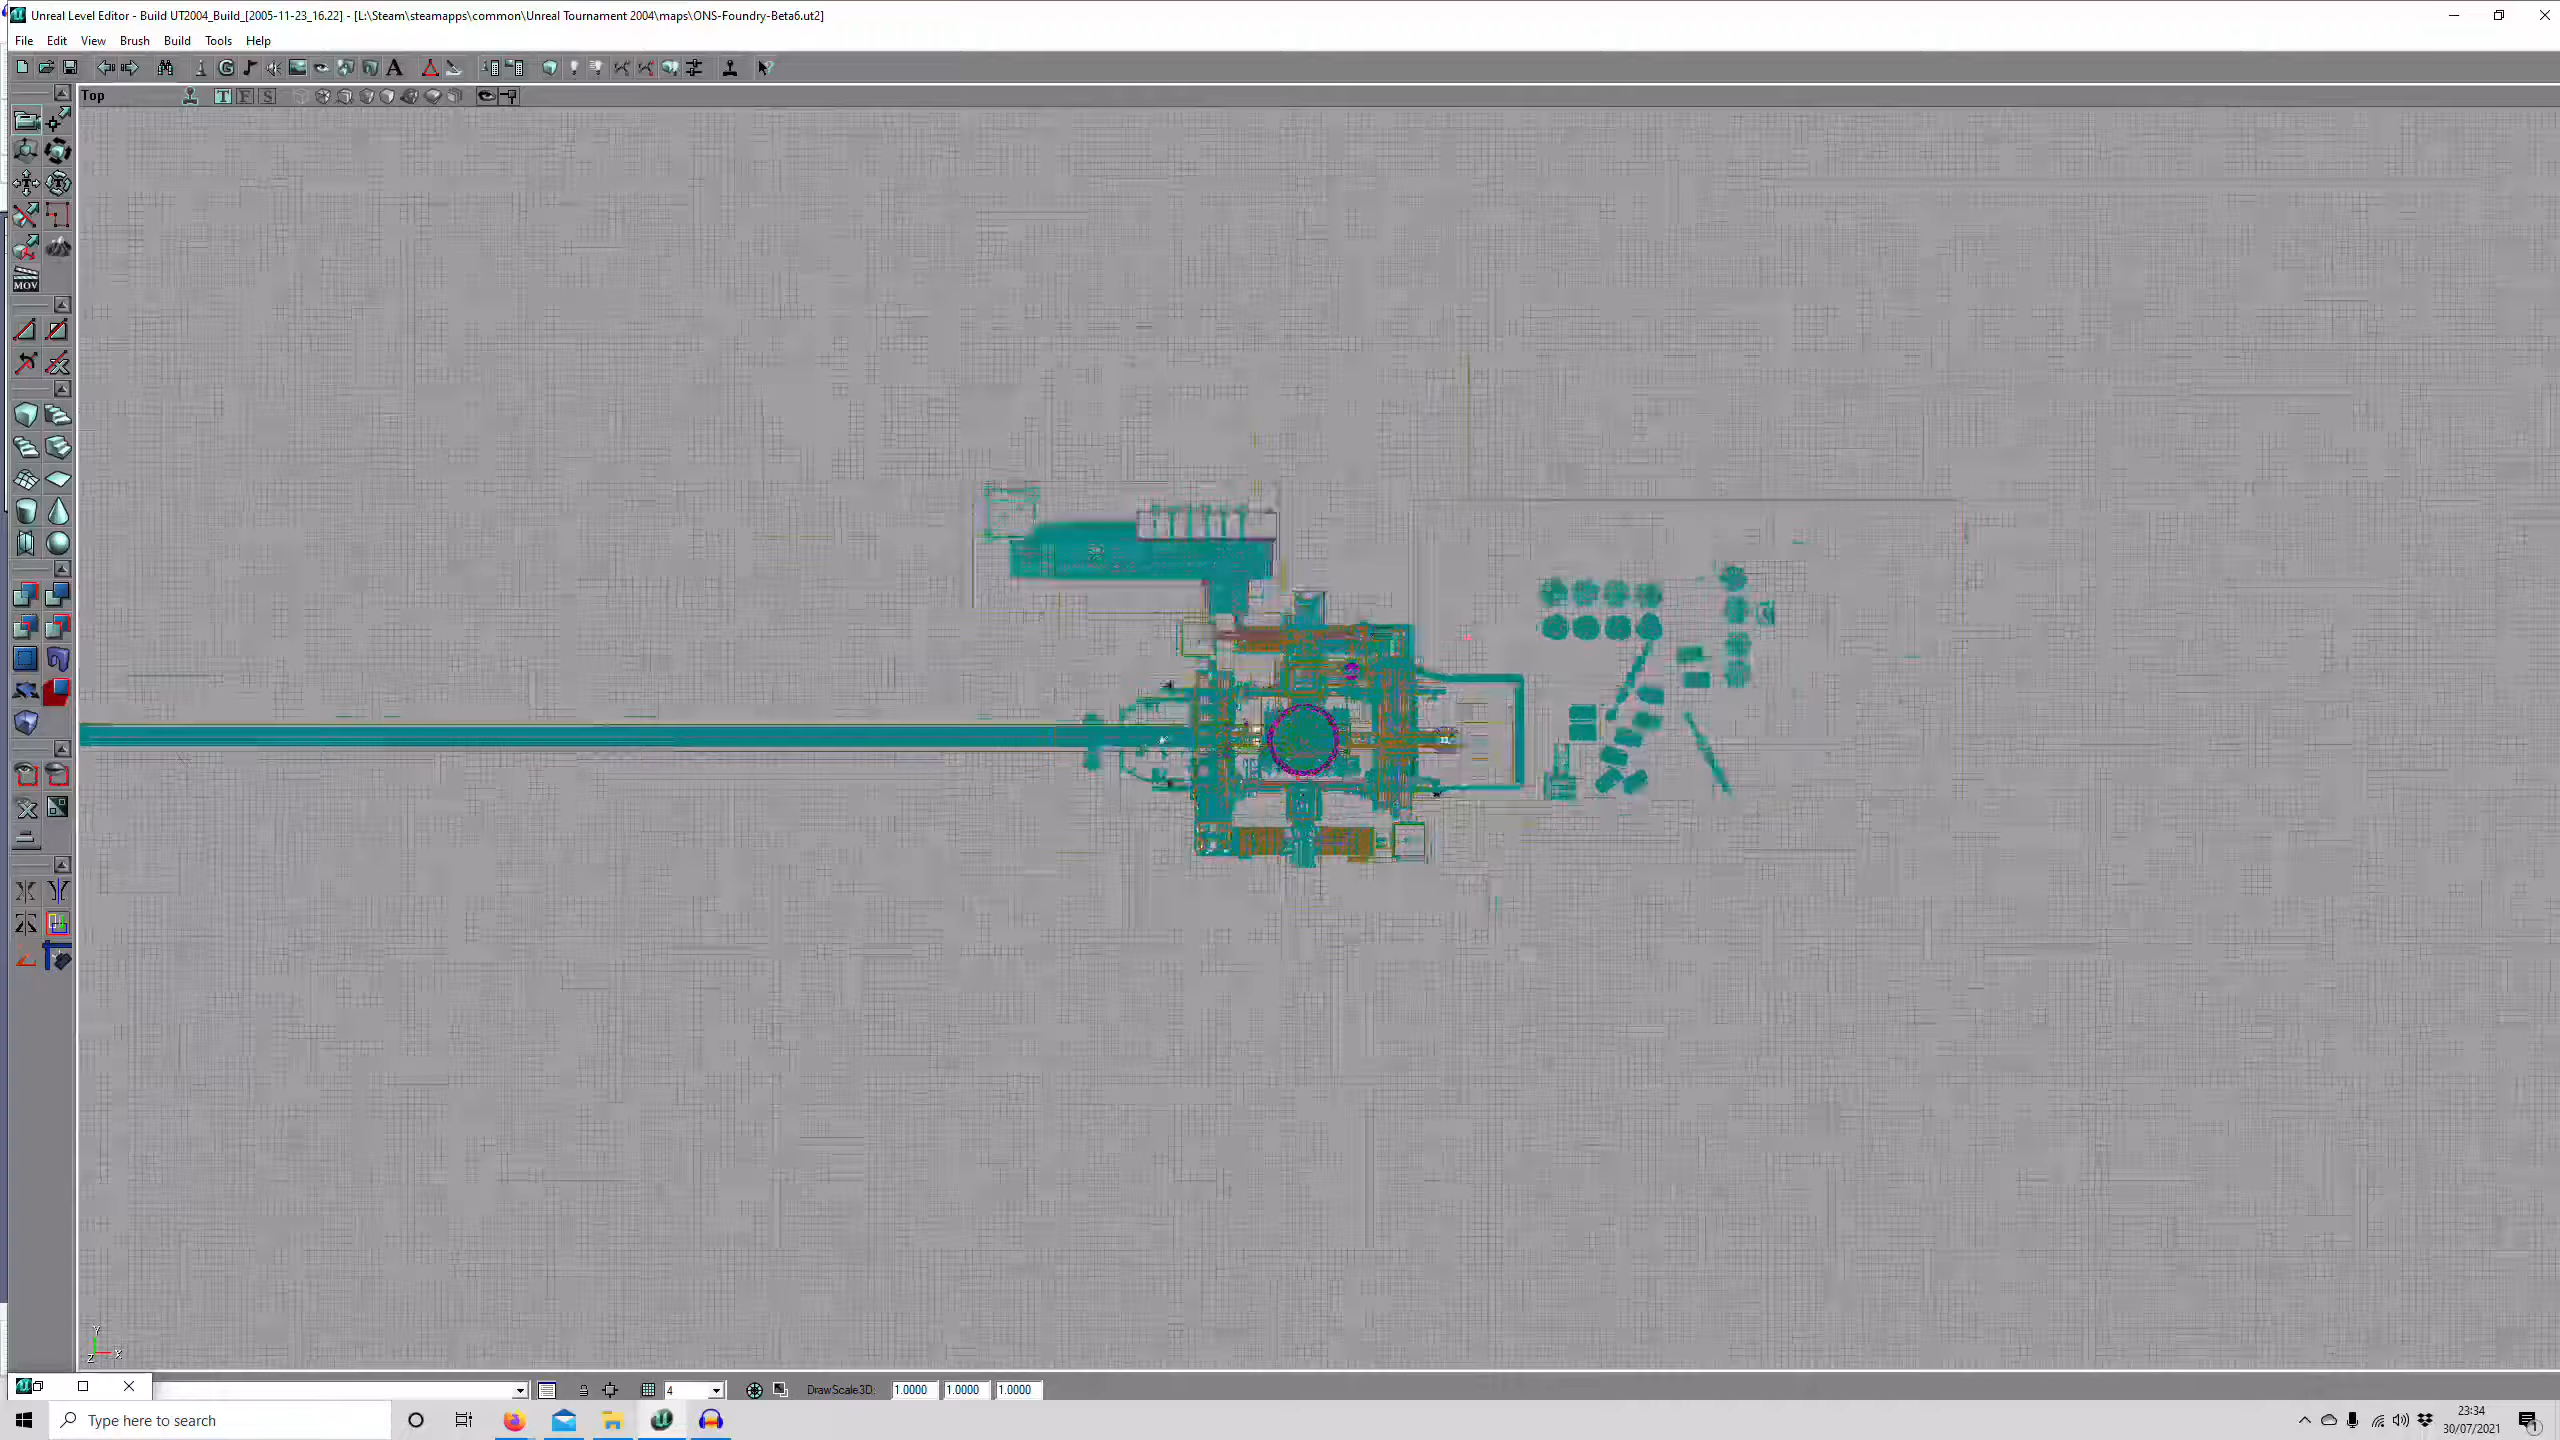 Unreal Level Editor - Build UT2004_Build_[2005-11-23_16.22] - [L:\Steam\steamapps\common\Unreal Tournament 2004\maps\ONS-Foundry-Beta6.ut2]
File Edit View Brush Build Tools Help
Top T F S
MOV
Y
Z X
4 DrawScale3D: 1.0000 1.0000 1.0000
Type here to search
23:34
30/07/2021
1